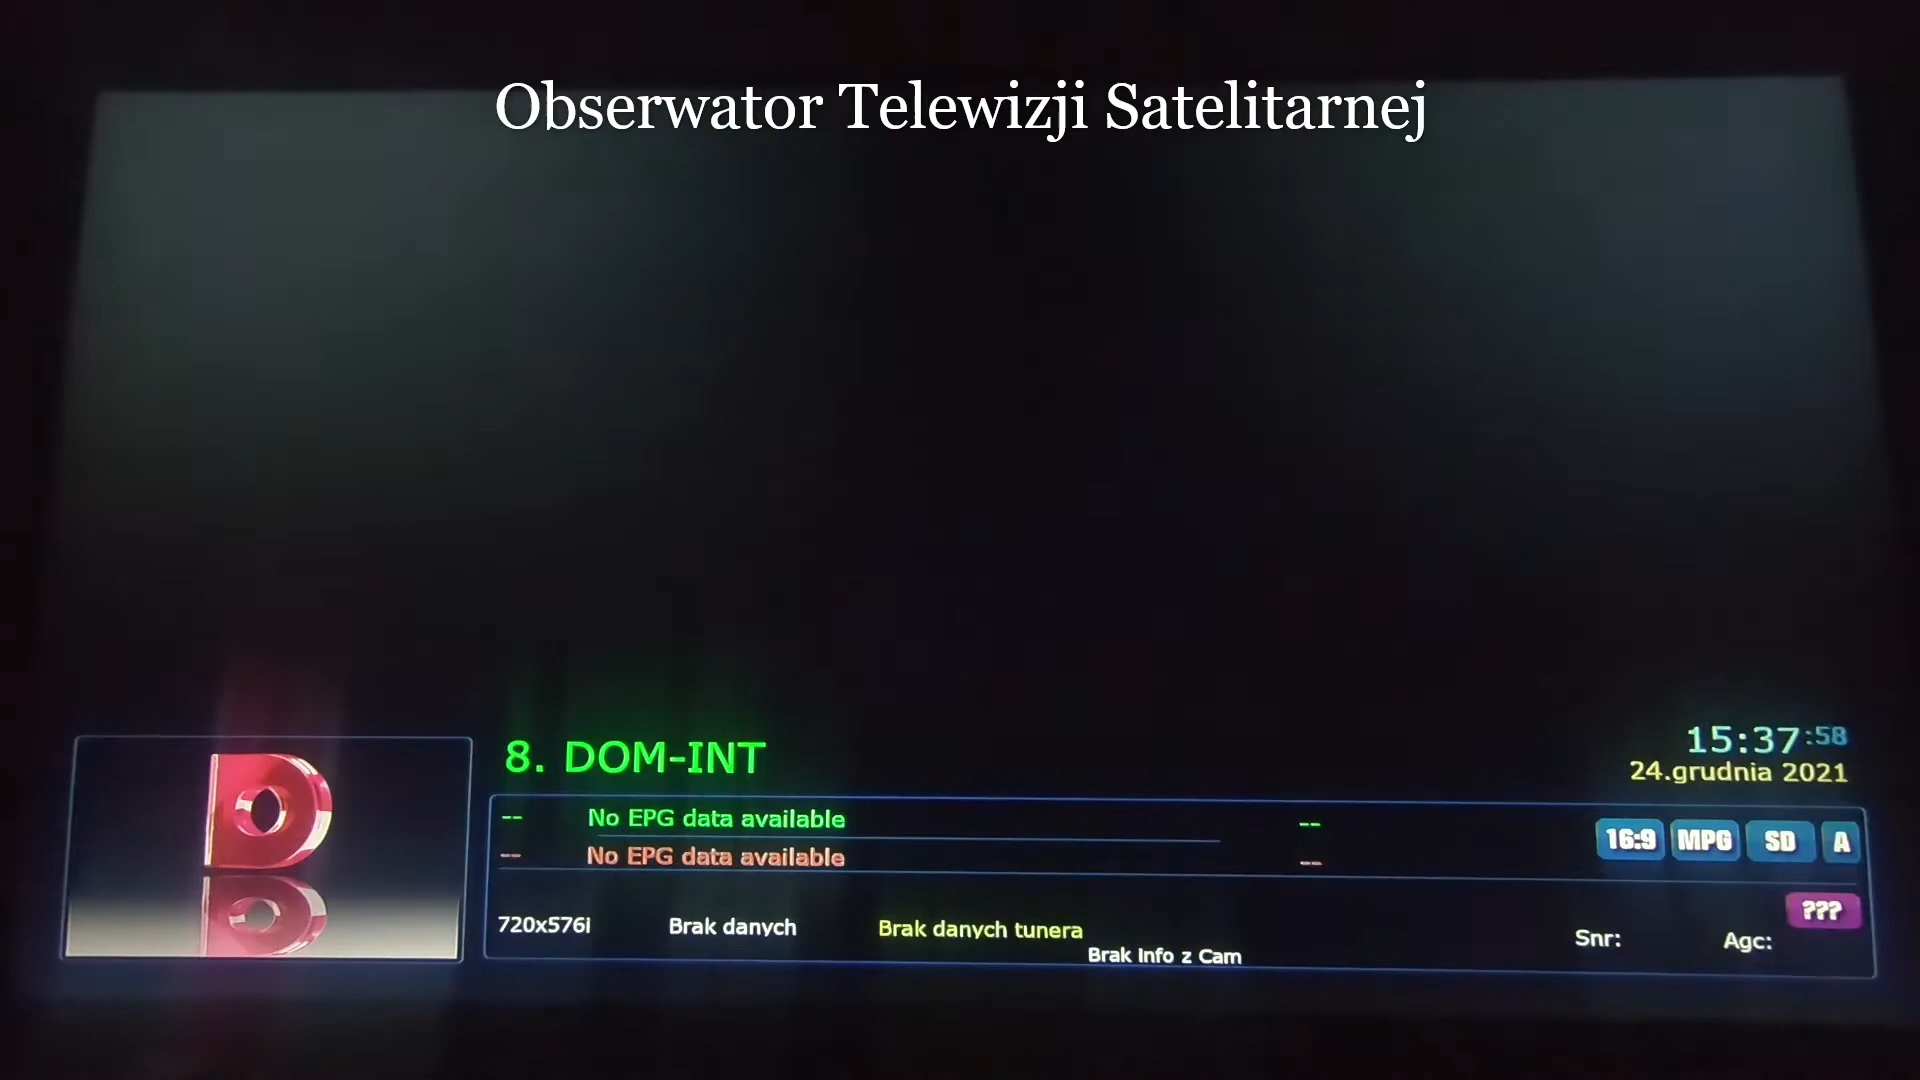 Obserwator Telewizji Satelitarnej
8. DOM-INT
15:37:58
24.grudnia 2021
-- No EPG data available --
-- No EPG data available --
16:9 MPG SD A
???
720x576i Brak danych Brak danych tunera Snr: Agc:
Brak Info z Cam
D